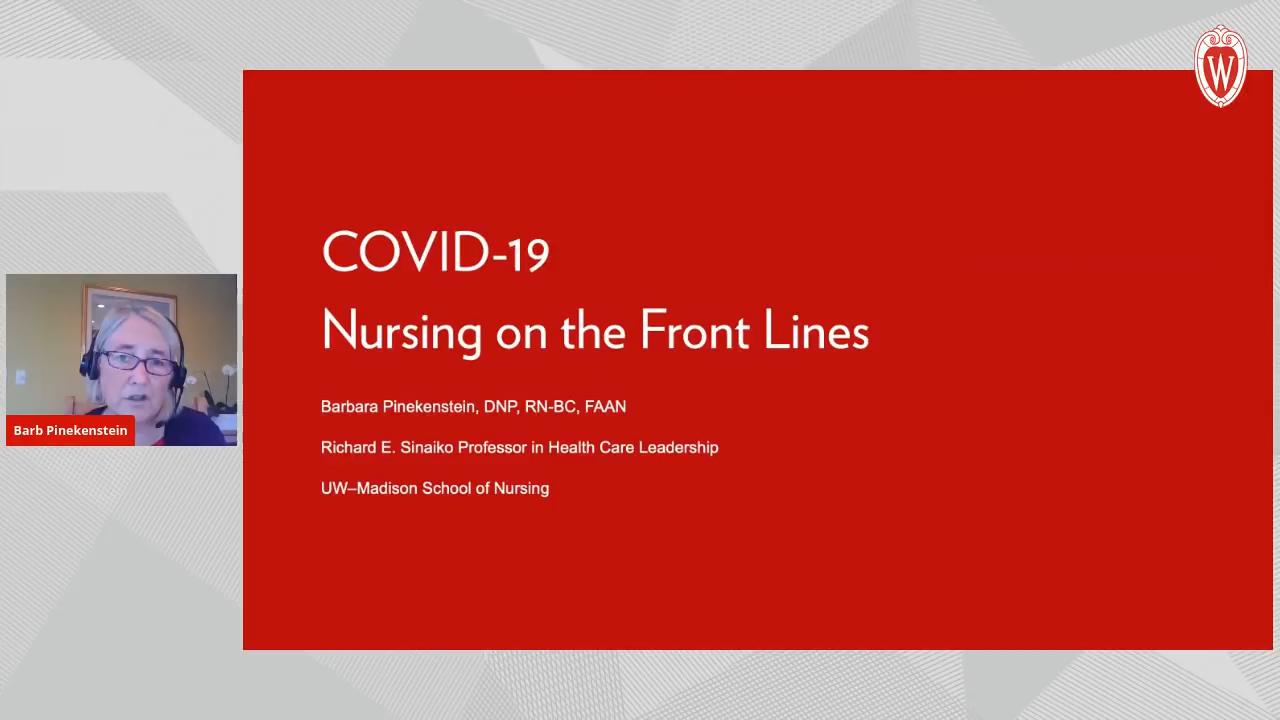 W
COVID-19
Nursing on the Front Lines
Barbara Pinekenstein, DNP, RN-BC, FAAN
Richard E. Sinaiko Professor in Health Care Leadership
UW–Madison School of Nursing
Barb Pinekenstein